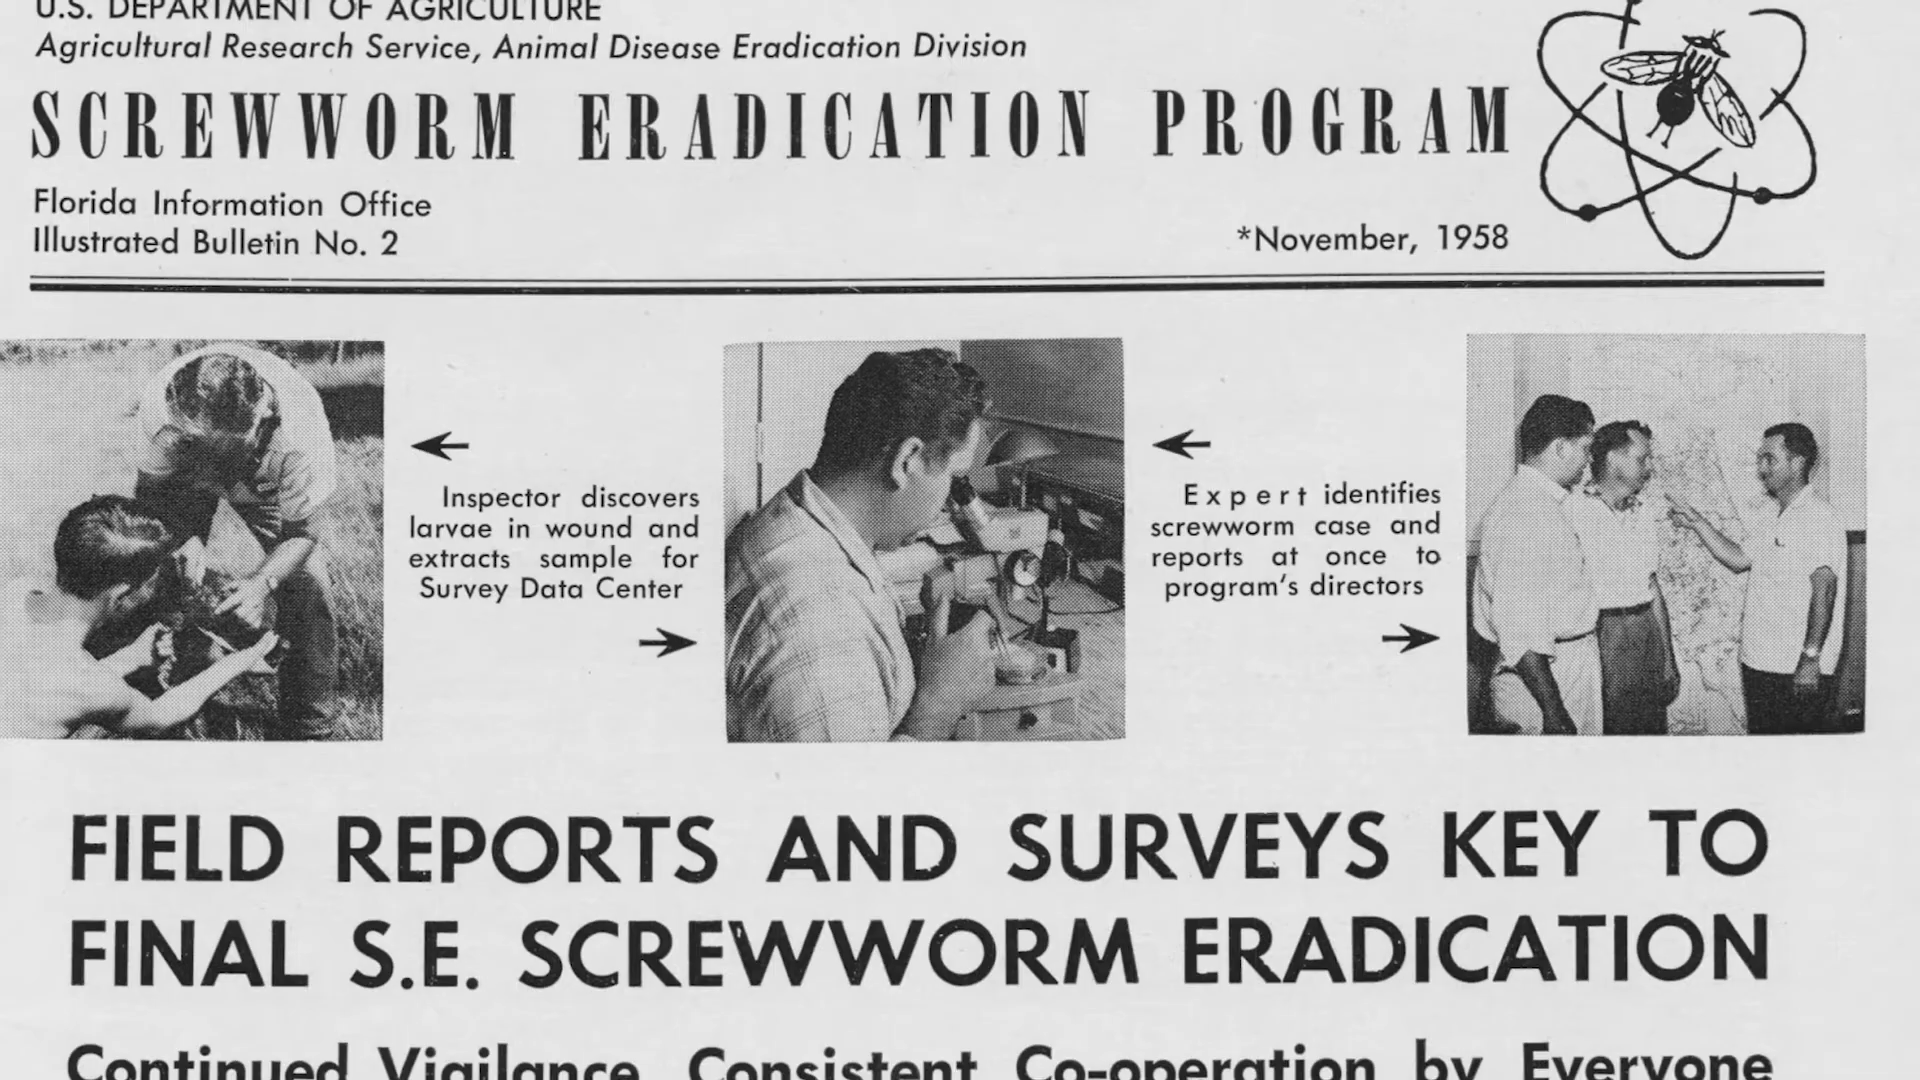 U.S. DEPARTMENT OF AGRICULTURE
Agricultural Research Service, Animal Disease Eradication Division
SCREWWORM ERADICATION PROGRAM
Florida Information Office
Illustrated Bulletin No. 2
*November, 1958
Inspector discovers
larvae in wound and
extracts sample for
Survey Data Center
Expert identifies
screwworm case and
reports at once to
program's directors
FIELD REPORTS AND SURVEYS KEY TO
FINAL S.E. SCREWWORM ERADICATION
Continued Vigilance, Consistent Co-operation by Everyone